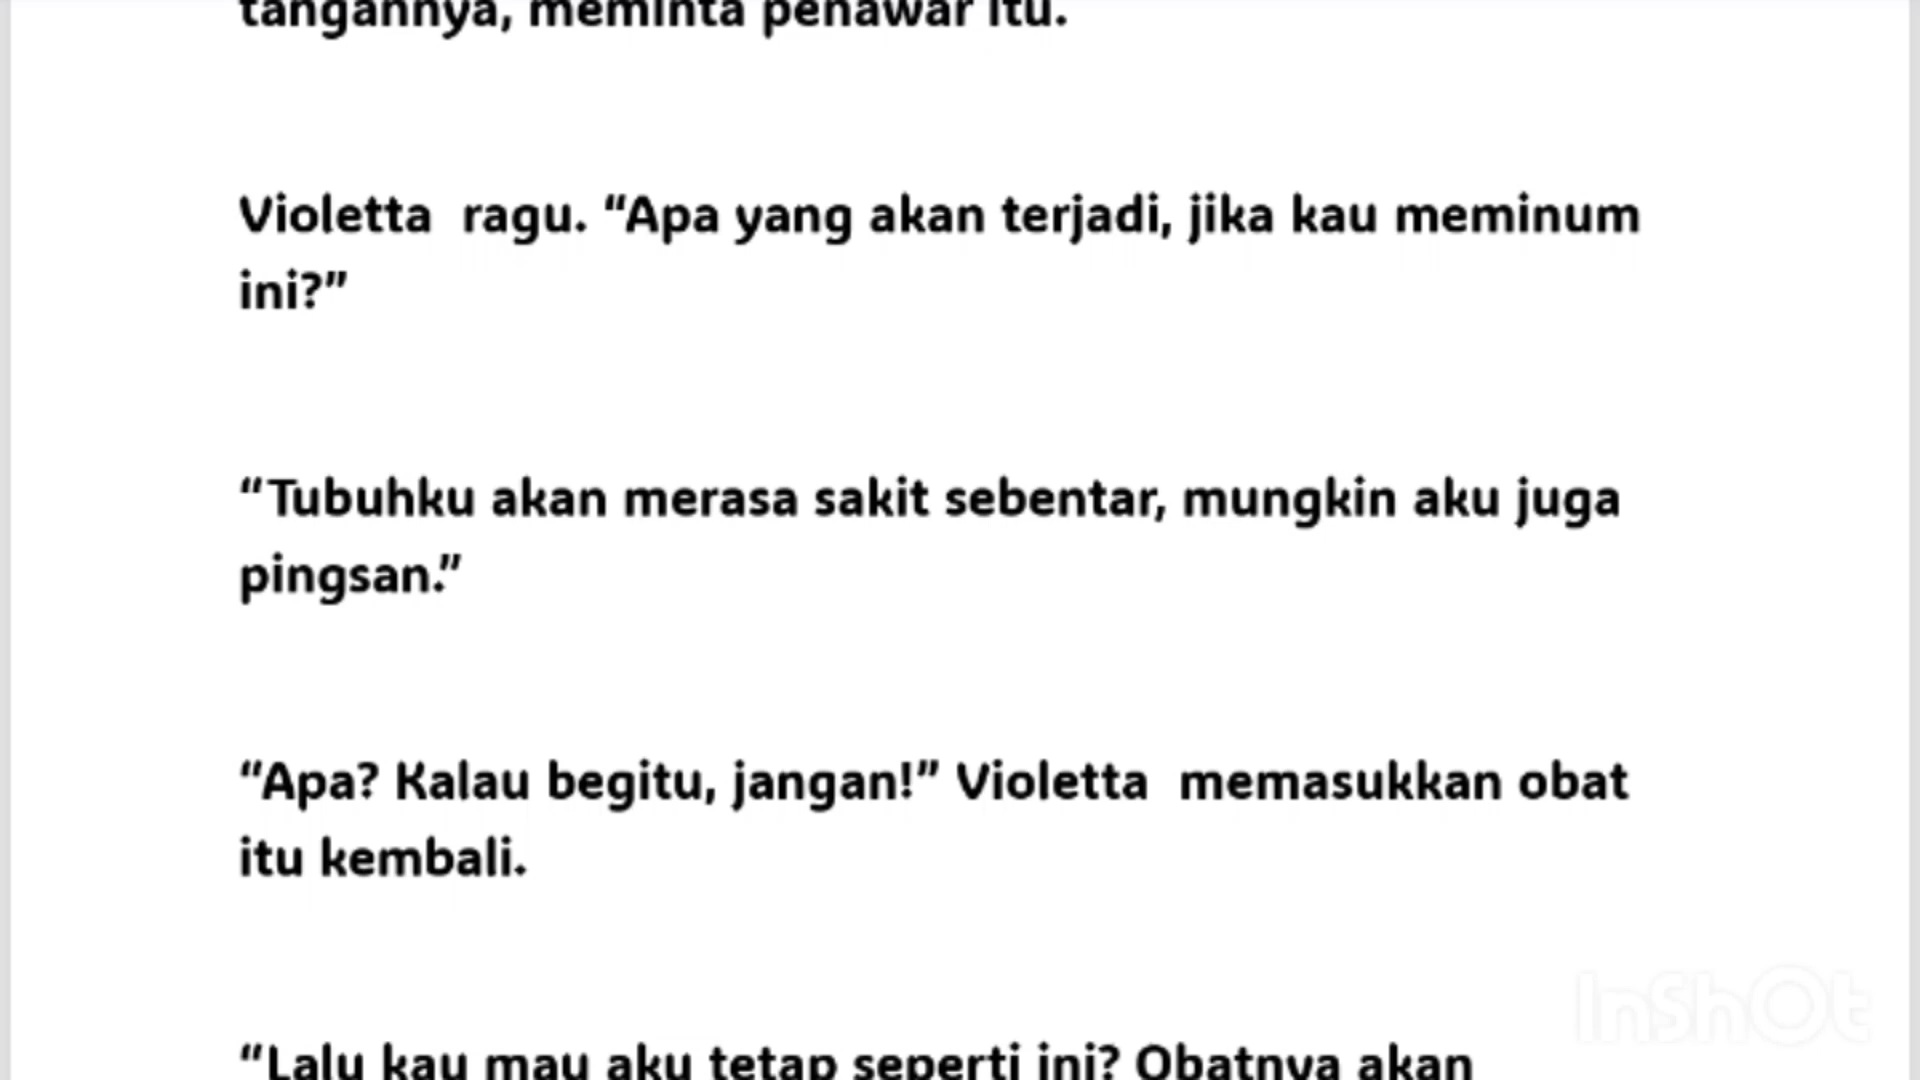 tangannya, meminta penawar itu.
Violetta  ragu. “Apa yang akan terjadi, jika kau meminum
ini?”
“Tubuhku akan merasa sakit sebentar, mungkin aku juga
pingsan.”
“Apa? Kalau begitu, jangan!” Violetta  memasukkan obat
itu kembali.
“Lalu kau mau aku tetap seperti ini? Obatnya akan
InShOt